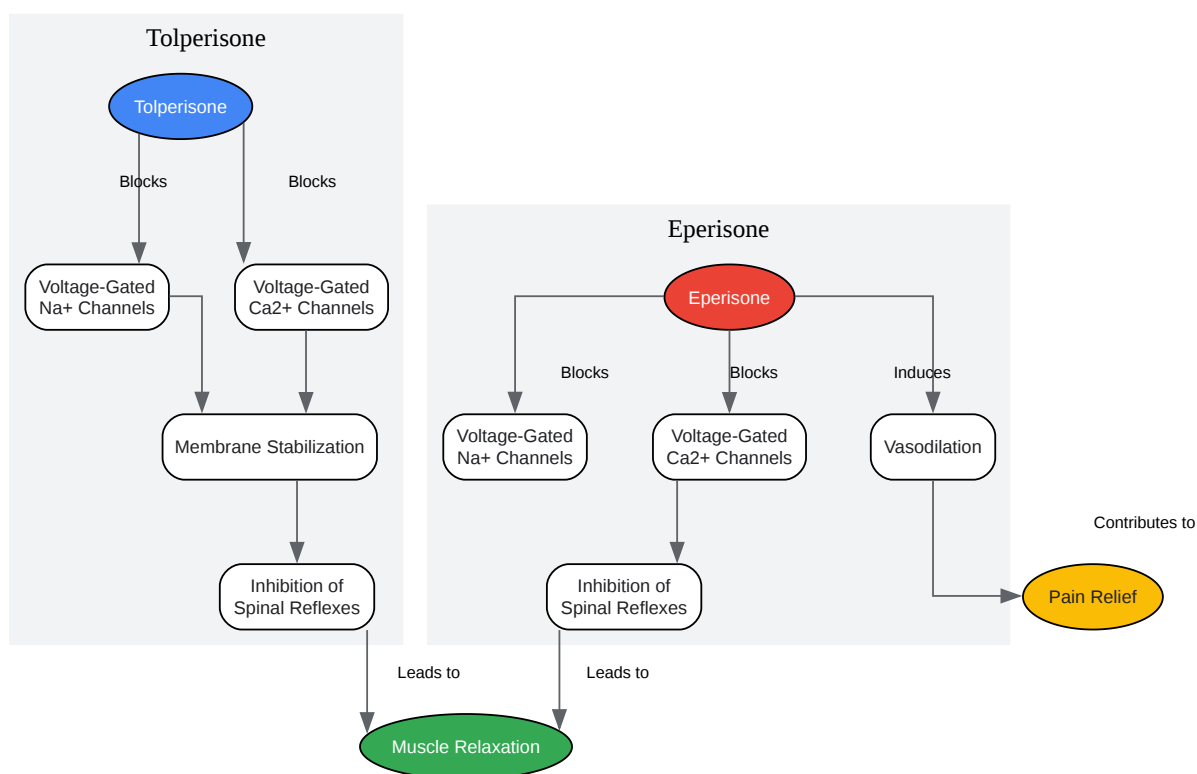 Tolperisone
Tolperisone
Blocks
Blocks
Voltage-Gated
Na+ Channels
Voltage-Gated
Ca2+ Channels
Membrane Stabilization
Inhibition of
Spinal Reflexes
Leads to
Eperisone
Eperisone
Blocks
Blocks
Induces
Voltage-Gated
Na+ Channels
Voltage-Gated
Ca2+ Channels
Vasodilation
Inhibition of
Spinal Reflexes
Leads to
Contributes to
Pain Relief
Muscle Relaxation